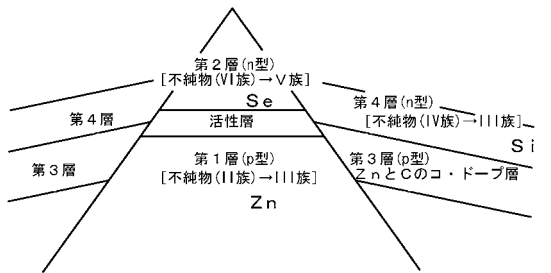 第２層(n型)
[不純物(VI族)→Ｖ族]
Ｓｅ
第４層
活性層
第４層(n型)
[不純物(IV族)→III族]
Ｓｉ
第３層
第１層(p型)
[不純物(II族)→III族]
Ｚｎ
第３層(p型)
ＺｎとＣのコ・ドープ層